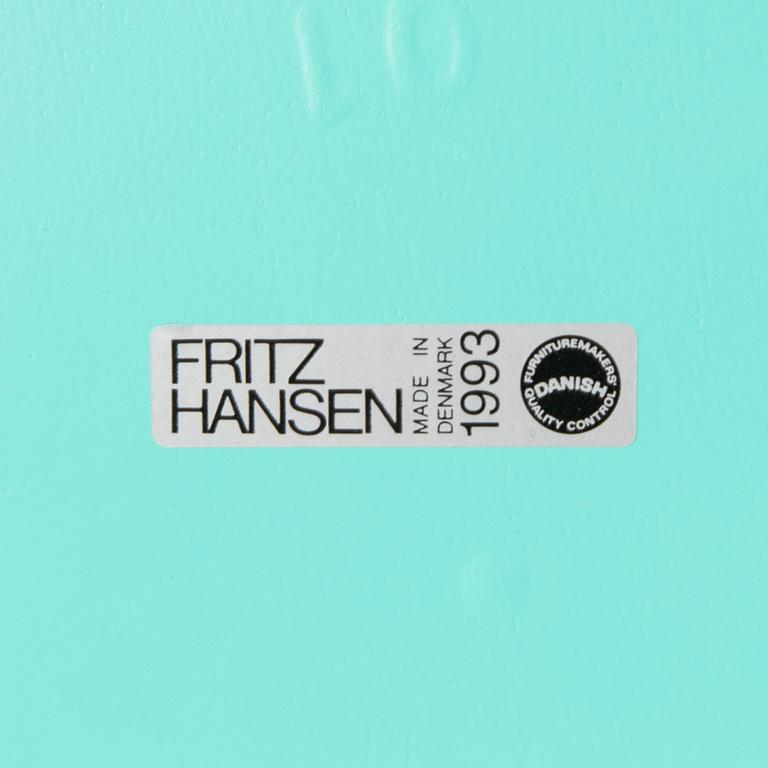 FRITZ
HANSEN
MADE IN
DENMARK
1993
FURNITUREMAKERS'
DANISH
QUALITY CONTROL